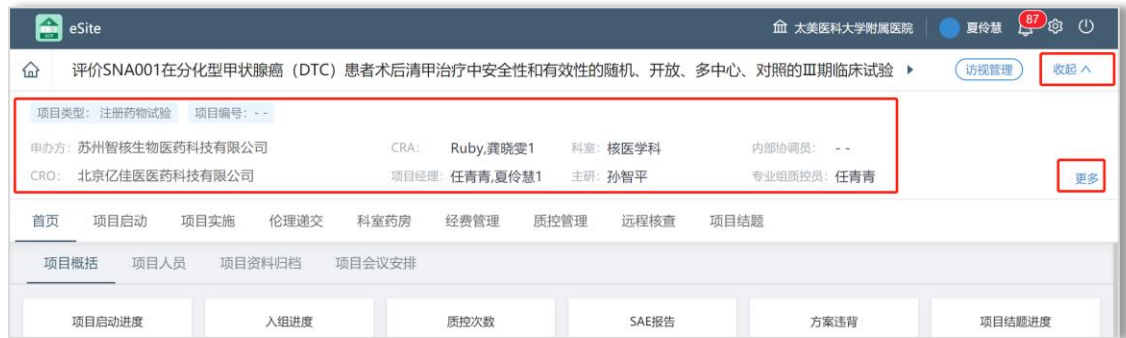 eSite 太美医科大学附属医院 夏伶慧 87
评价SNA001在分化型甲状腺癌（DTC）患者术后清甲治疗中安全性和有效性的随机、开放、多中心、对照的Ⅲ期临床试验 访视管理 收起
项目类型： 注册药物试验 项目编号：- -
申办方：苏州智核生物医药科技有限公司 CRA： Ruby,龚晓雯1 科室：核医学科 内部协调员： - -
CRO： 北京亿佳医医药科技有限公司 项目经理：任青青,夏伶慧1 主研：孙智平 专业组质控员：任青青 更多
首页 项目启动 项目实施 伦理递交 科室药房 经费管理 质控管理 远程核查 项目结题
项目概括 项目人员 项目资料归档 项目会议安排
项目启动进度 入组进度 质控次数 SAE报告 方案违背 项目结题进度